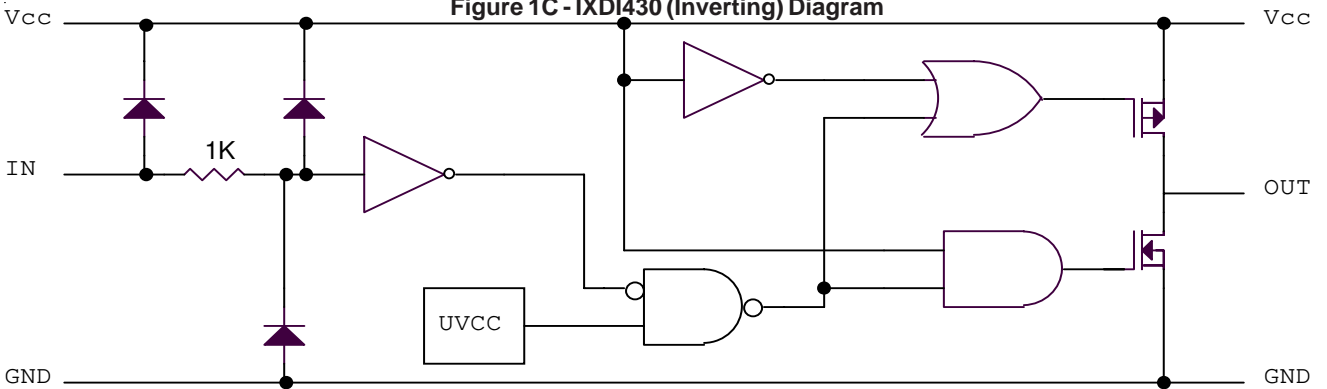 Figure 1C - IXDI430 (Inverting) Diagram
Vcc
Vcc
1K
IN
OUT
UVCC
GND
GND